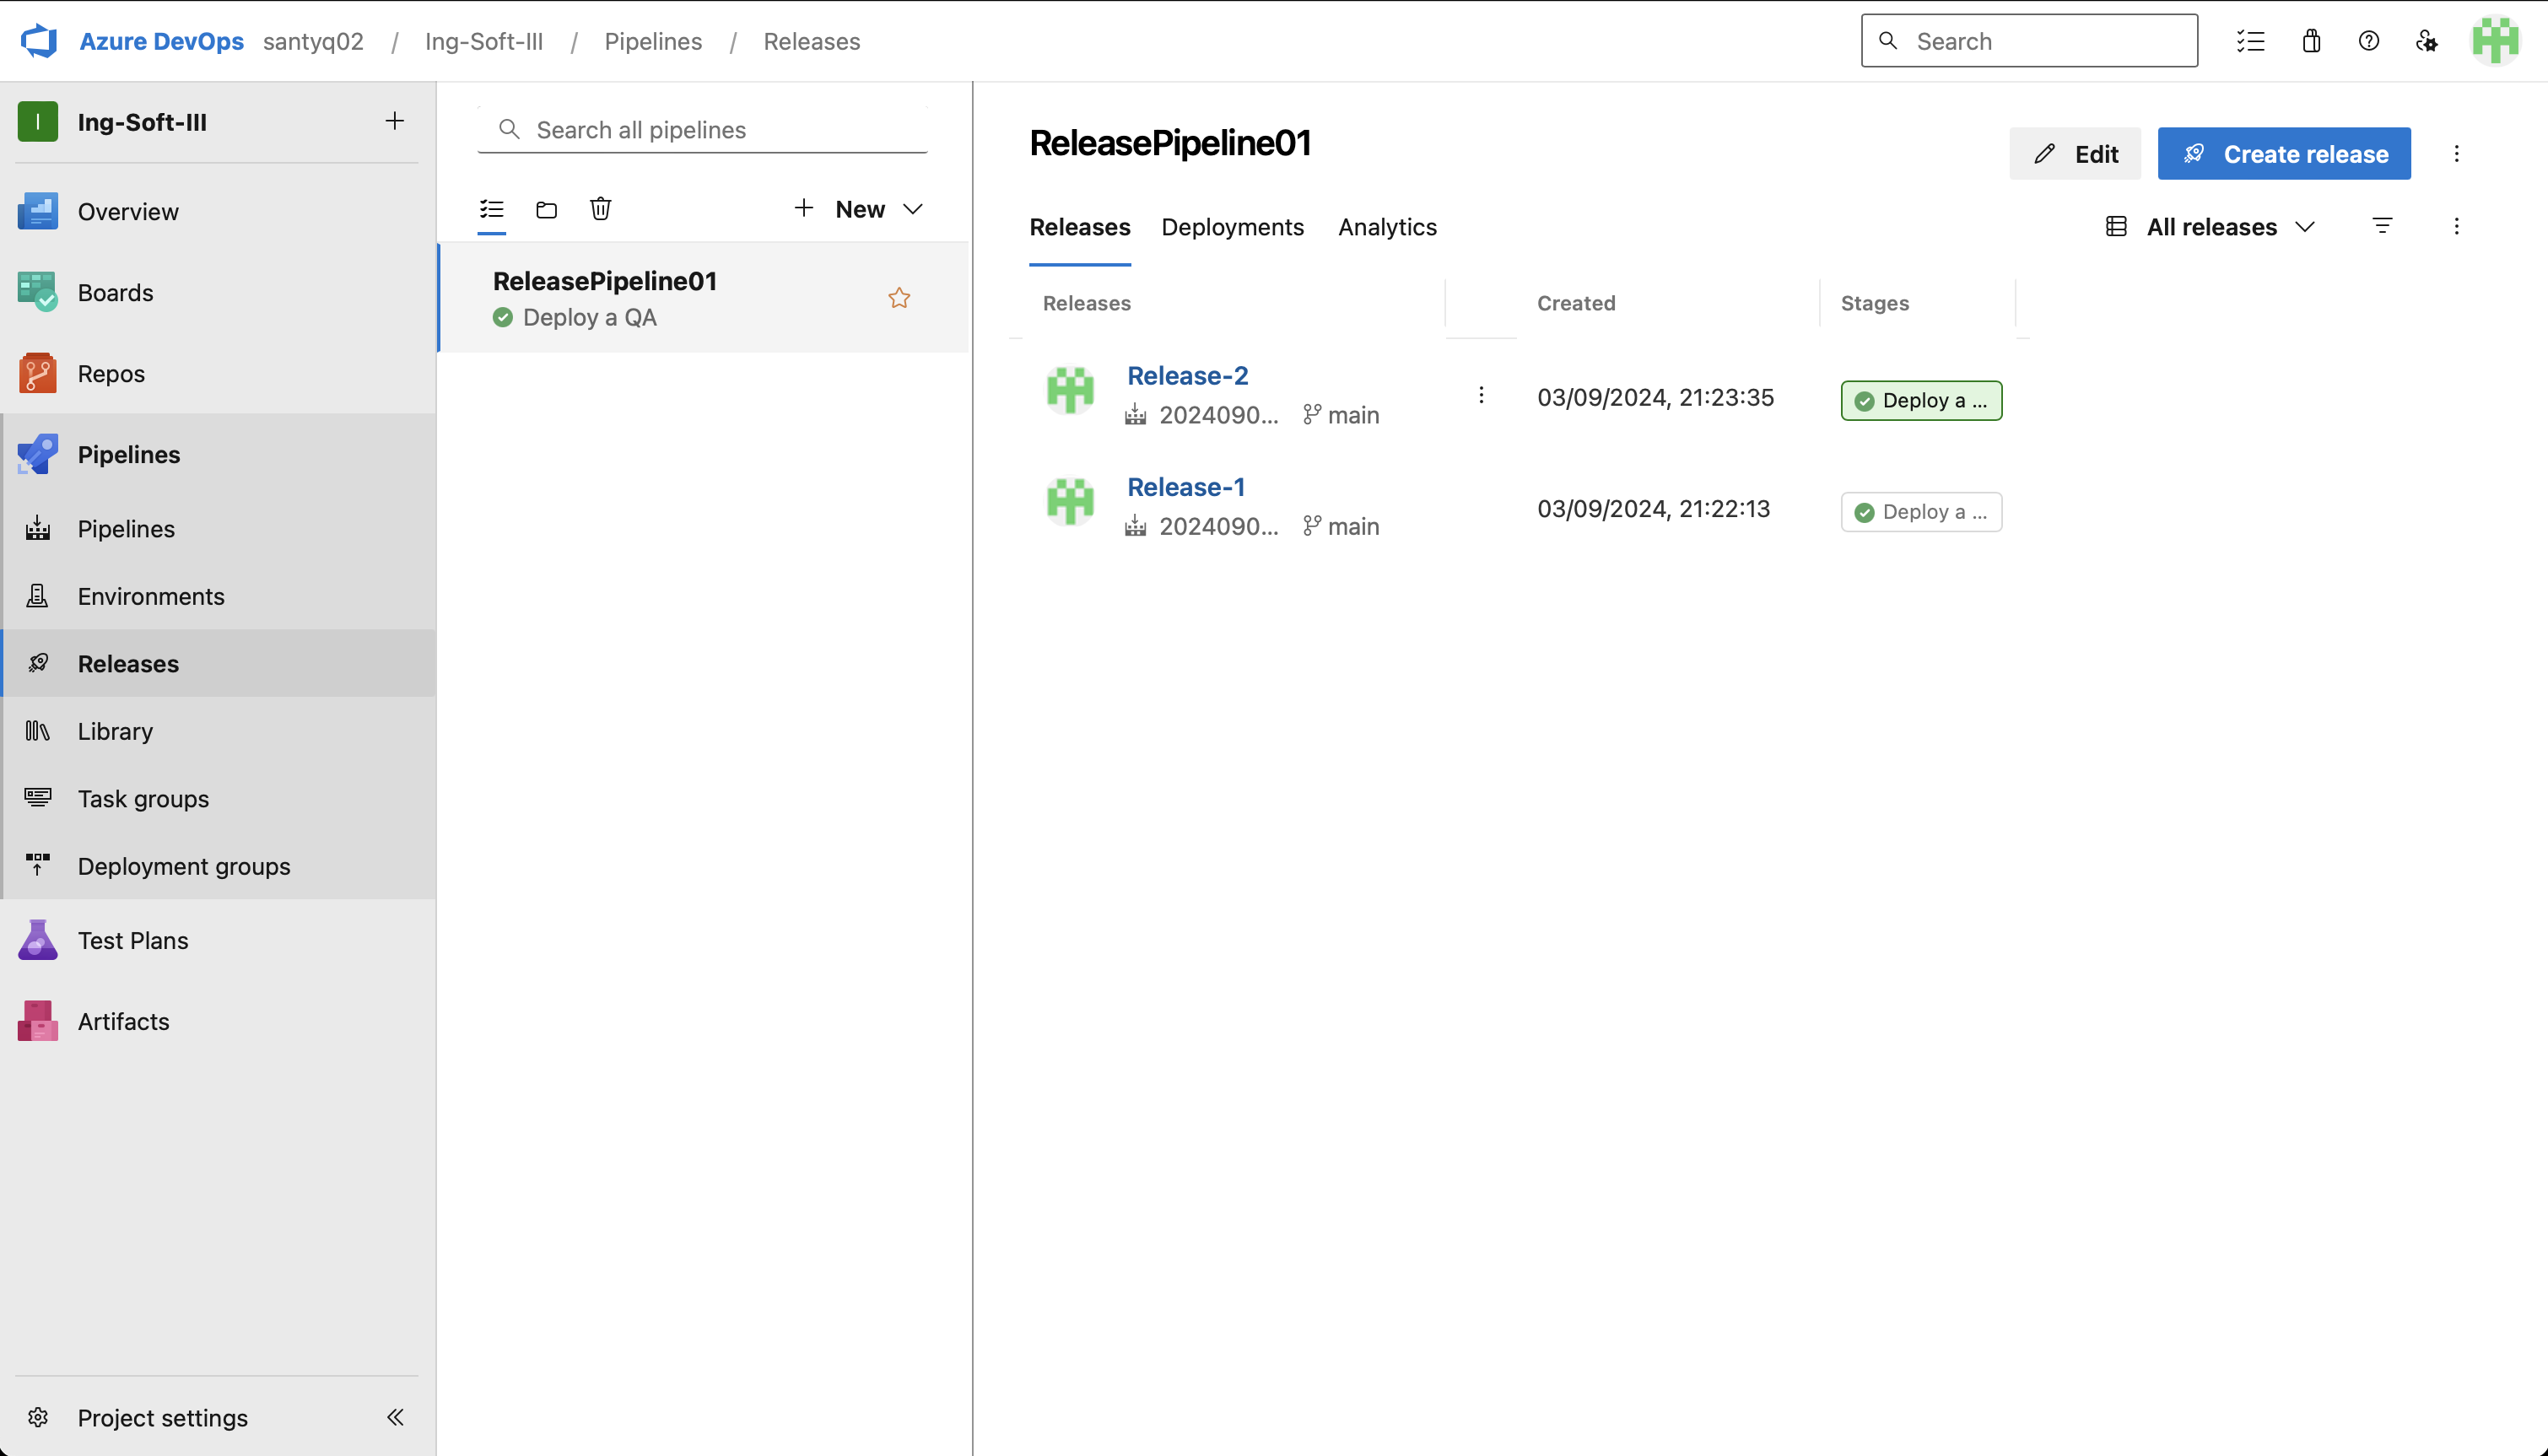 Azure DevOps santyq02 / Ing-Soft-III / Pipelines / Releases
Search
I Ing-Soft-III
Overview
Boards
Repos
Pipelines
Pipelines
Environments
Releases
Library
Task groups
Deployment groups
Test Plans
Artifacts
Project settings
Search all pipelines
New
ReleasePipeline01
Deploy a QA
ReleasePipeline01
Edit
Create release
Releases Deployments Analytics
All releases
Releases Created Stages
Release-2
2024090... main
03/09/2024, 21:23:35
Deploy a ...
Release-1
2024090... main
03/09/2024, 21:22:13
Deploy a ...